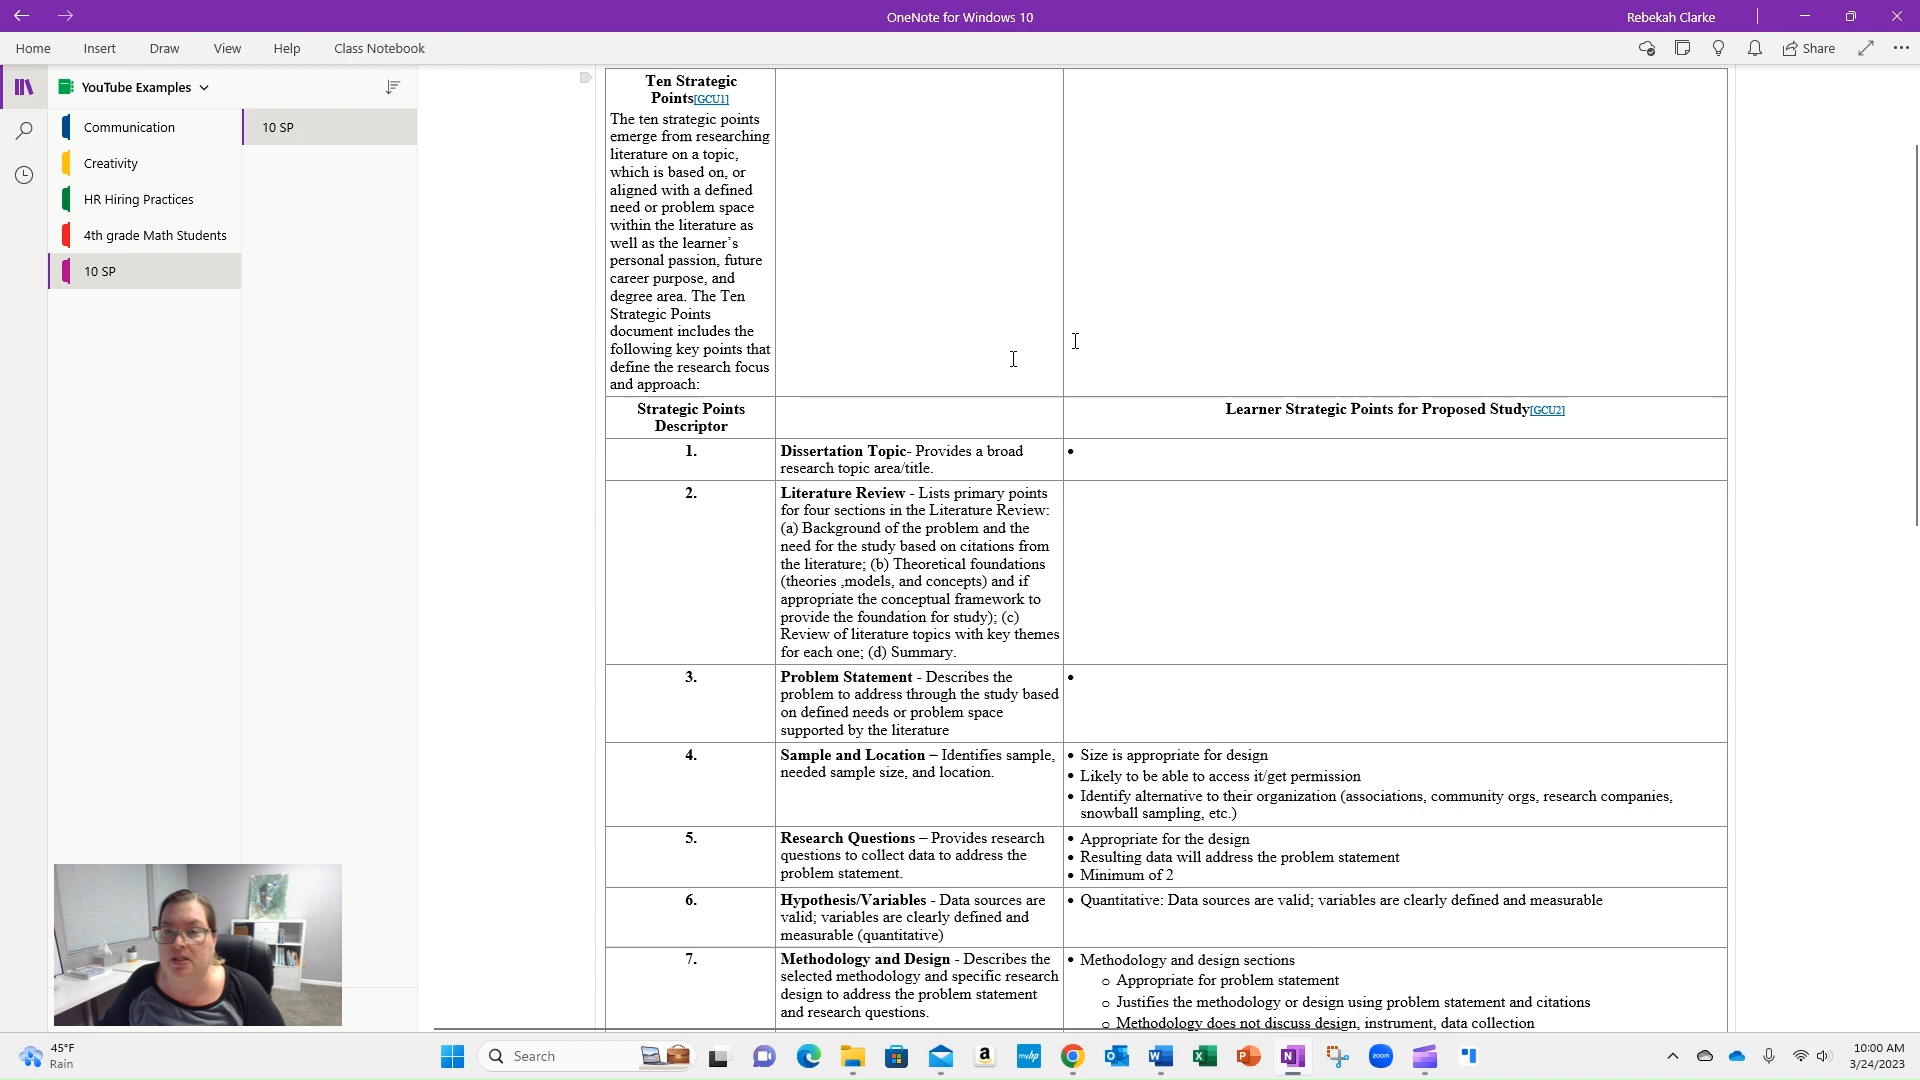 OneNote for Windows 10
Rebekah Clarke
Home
Insert
Draw
View
Help
Class Notebook
Share
YouTube Examples
Communication
Creativity
HR Hiring Practices
4th grade Math Students
10 SP
10 SP
Ten Strategic
Points[GCU1]
The ten strategic points
emerge from researching
literature on a topic,
which is based on, or
aligned with a defined
need or problem space
within the literature as
well as the learner's
personal passion, future
career purpose, and
degree area. The Ten
Strategic Points
document includes the
following key points that
define the research focus
and approach:
Strategic Points
Descriptor
Learner Strategic Points for Proposed Study[GCU2]
1.
Dissertation Topic- Provides a broad
research topic area/title.
•
2.
Literature Review - Lists primary points
for four sections in the Literature Review:
(a) Background of the problem and the
need for the study based on citations from
the literature; (b) Theoretical foundations
(theories ,models, and concepts) and if
appropriate the conceptual framework to
provide the foundation for study); (c)
Review of literature topics with key themes
for each one; (d) Summary.
3.
Problem Statement - Describes the
problem to address through the study based
on defined needs or problem space
supported by the literature
•
4.
Sample and Location – Identifies sample,
needed sample size, and location.
• Size is appropriate for design
• Likely to be able to access it/get permission
• Identify alternative to their organization (associations, community orgs, research companies,
snowball sampling, etc.)
5.
Research Questions – Provides research
questions to collect data to address the
problem statement.
• Appropriate for the design
• Resulting data will address the problem statement
• Minimum of 2
6.
Hypothesis/Variables - Data sources are
valid; variables are clearly defined and
measurable (quantitative)
• Quantitative: Data sources are valid; variables are clearly defined and measurable
7.
Methodology and Design - Describes the
selected methodology and specific research
design to address the problem statement
and research questions.
• Methodology and design sections
o Appropriate for problem statement
o Justifies the methodology or design using problem statement and citations
o Methodology does not discuss design, instrument, data collection
45°F
Rain
Search
myhp
zoom
10:00 AM
3/24/2023